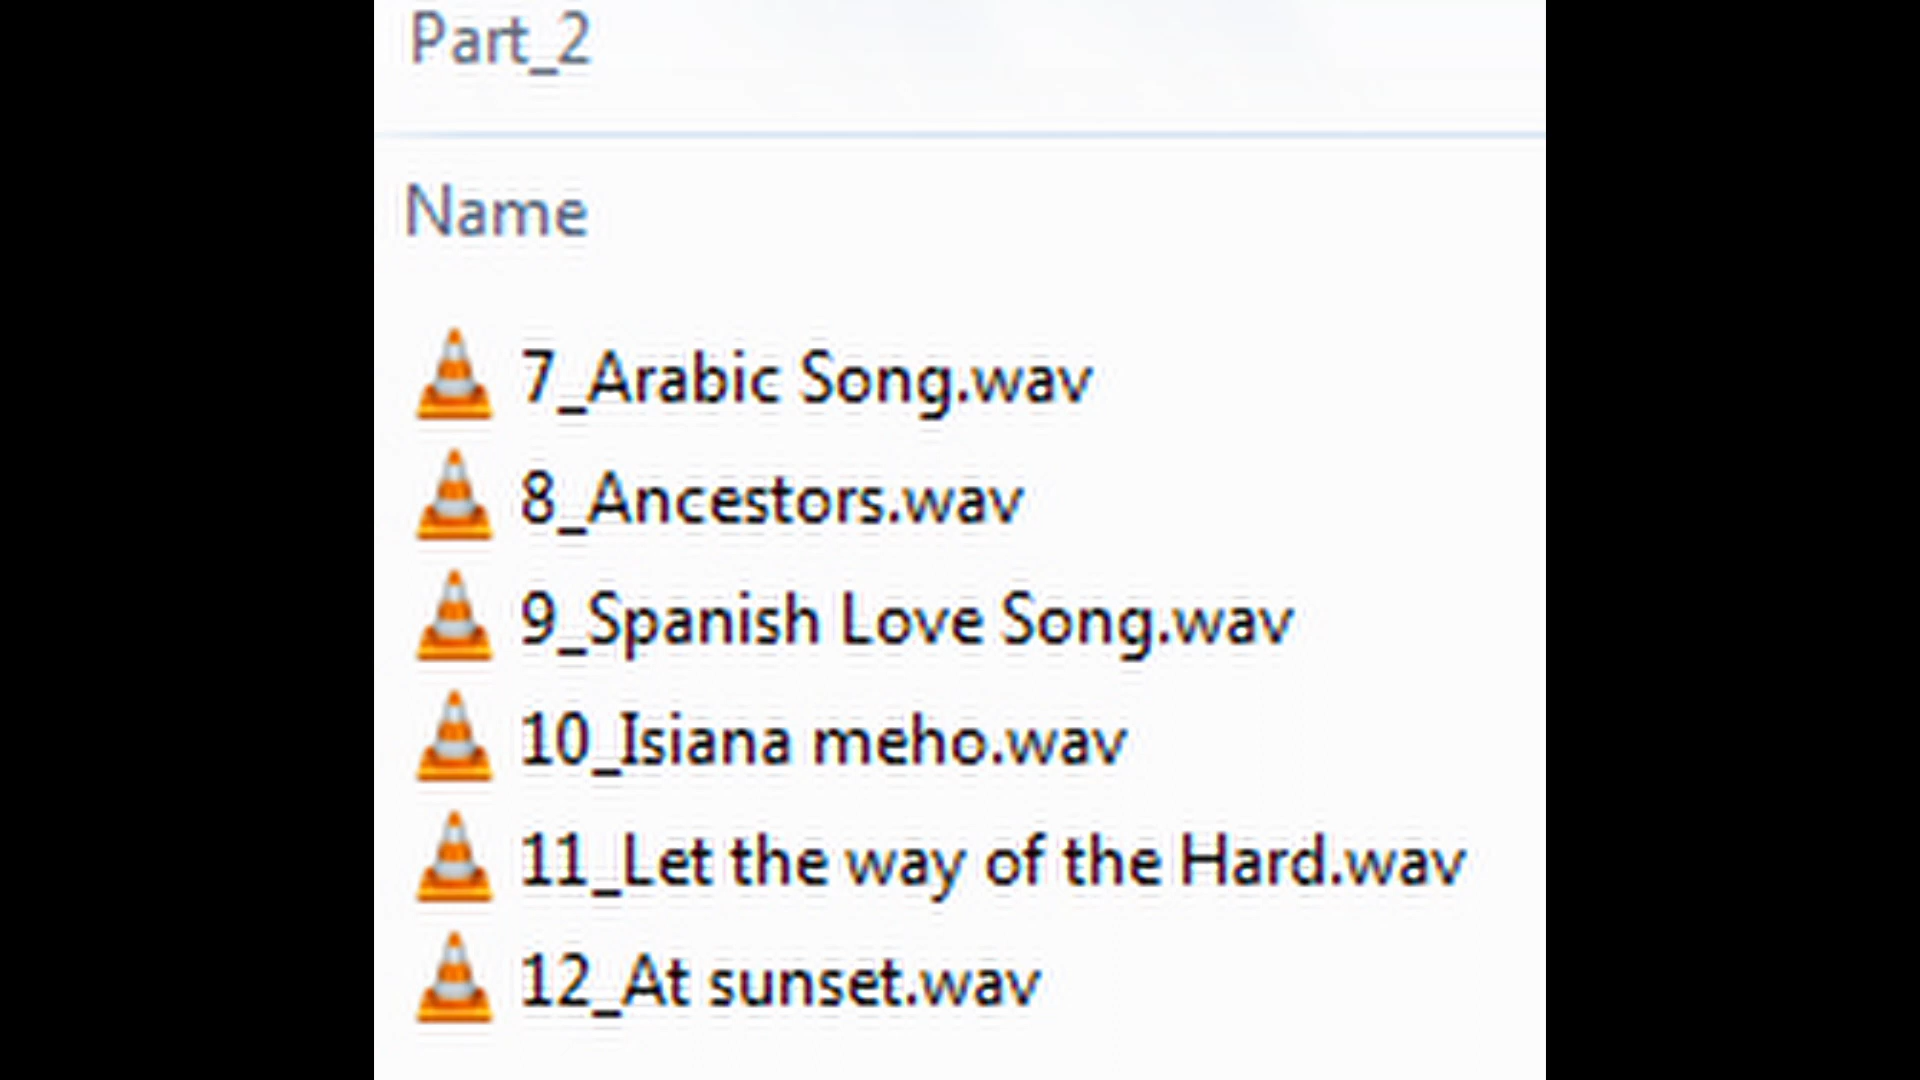 Part_2
Name
7_Arabic Song.wav
8_Ancestors.wav
9_Spanish Love Song.wav
10_Isiana meho.wav
11_Let the way of the Hard.wav
12_At sunset.wav